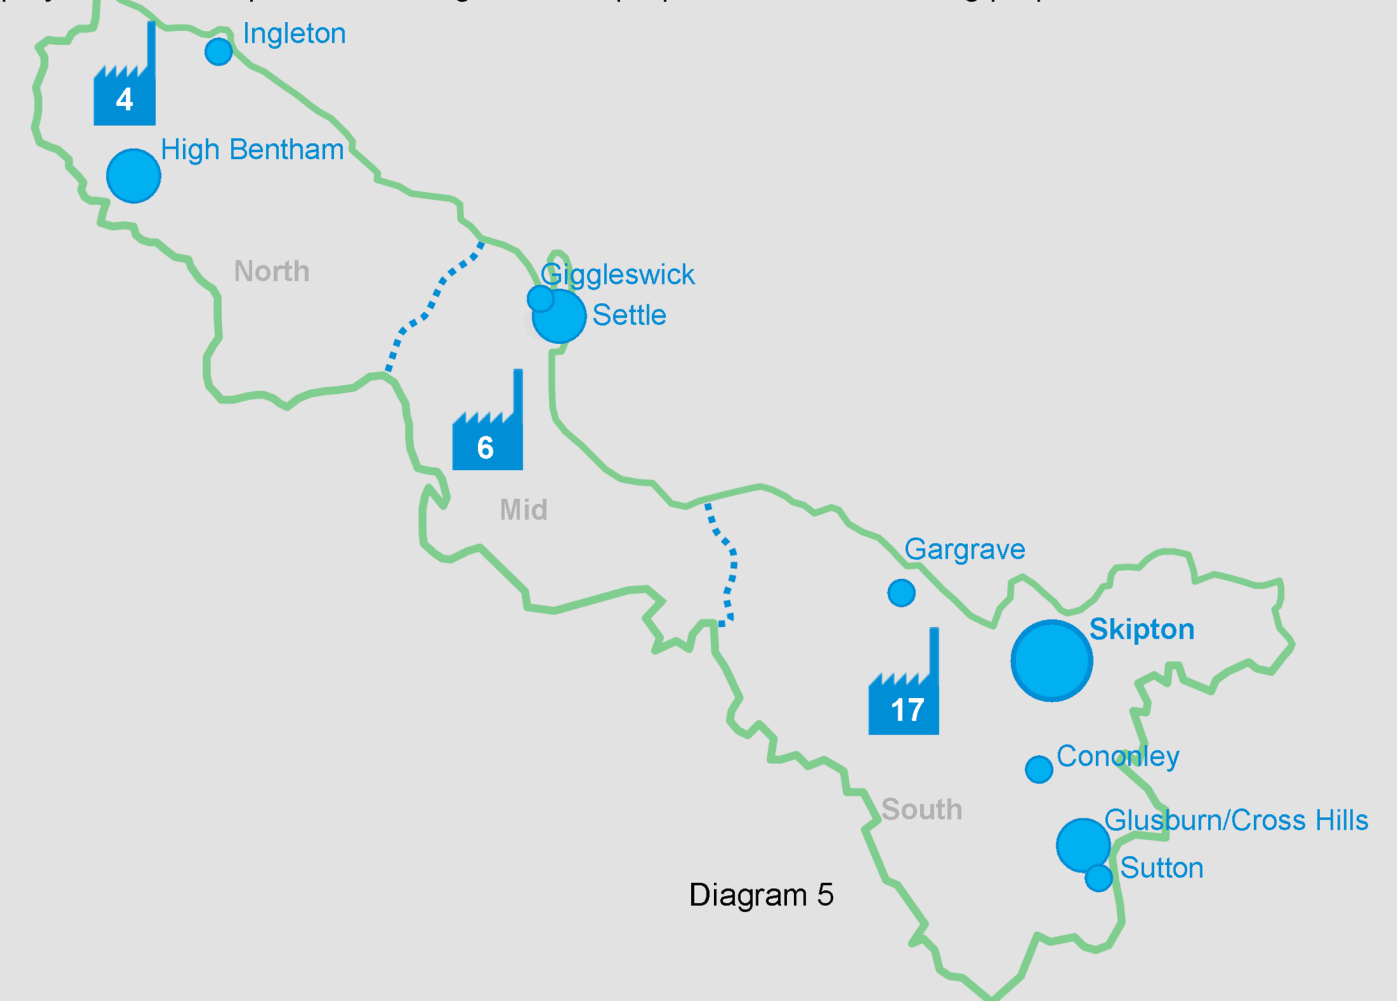 Ingleton
4
High Bentham
North
Giggleswick
Settle
6
Mid
Gargrave
Skipton
17
Cononley
South
Glusburn/Cross Hills
Sutton
Diagram 5